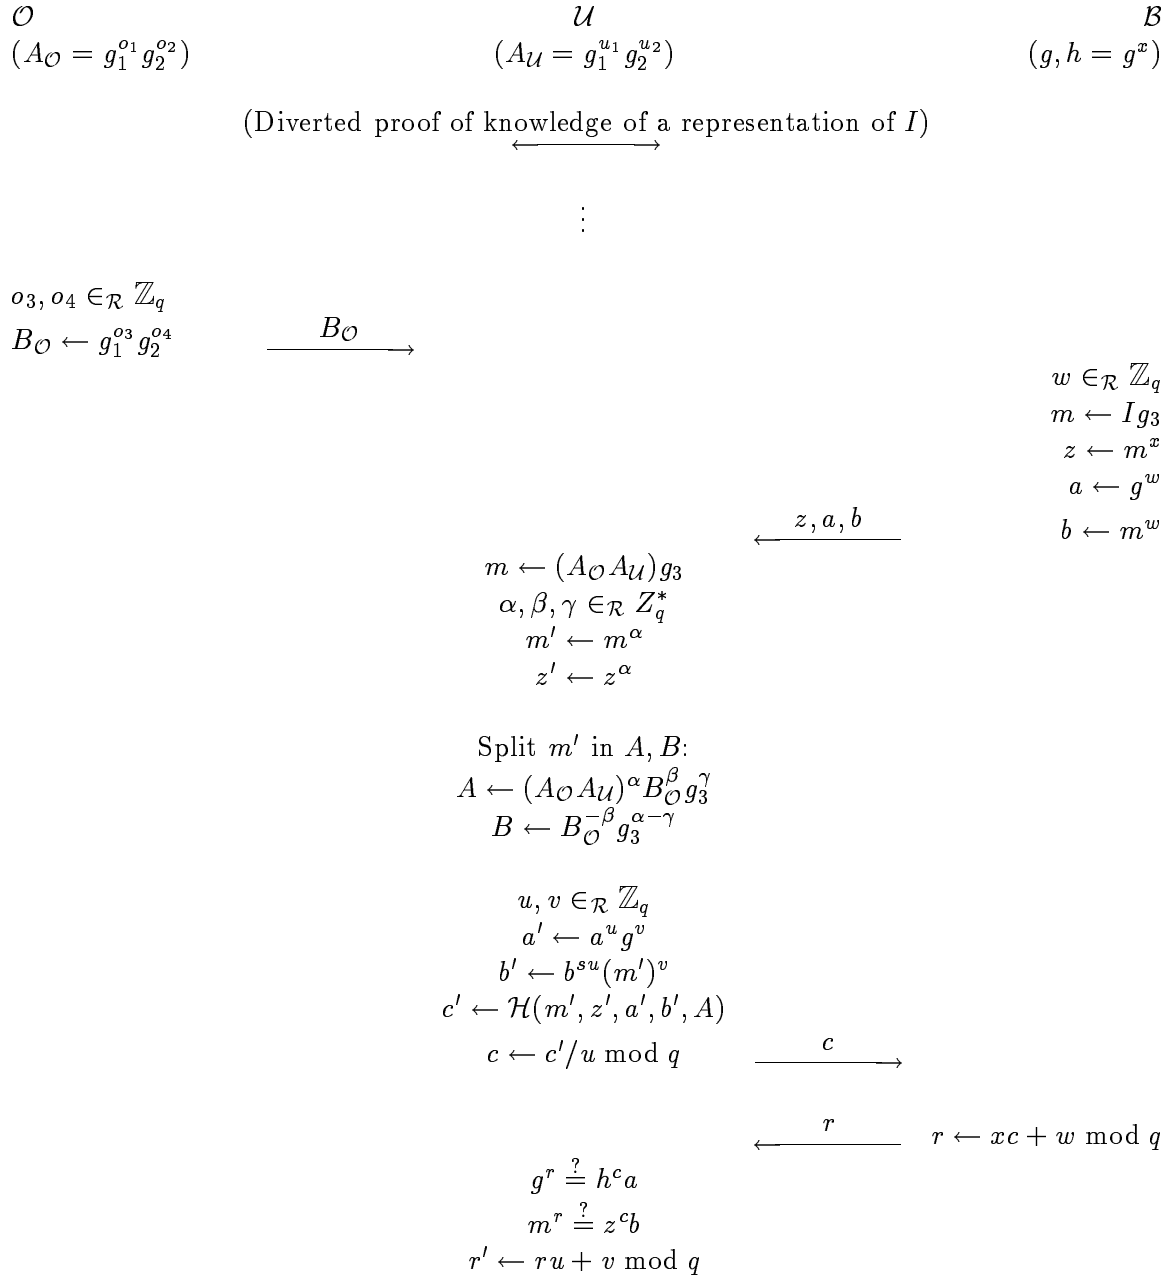 𝒪 𝒰 ℬ
(A_𝒪 = g_1^{o_1} g_2^{o_2}) (A_𝒰 = g_1^{u_1} g_2^{u_2}) (g, h = g^x)
(Diverted proof of knowledge of a representation of I)
⋮
o_3, o_4 ∈_ℛ ℤ_q
B_𝒪 ← g_1^{o_3} g_2^{o_4} B_𝒪
w ∈_ℛ ℤ_q
m ← Ig_3
z ← m^x
a ← g^w
z, a, b b ← m^w
m ← (A_𝒪 A_𝒰)g_3
α, β, γ ∈_ℛ Z_q^*
m′ ← m^α
z′ ← z^α
Split m′ in A, B:
A ← (A_𝒪 A_𝒰)^α B_𝒪^β g_3^γ
B ← B_𝒪^{−β} g_3^{α−γ}
u, v ∈_ℛ ℤ_q
a′ ← a^u g^v
b′ ← b^{su}(m′)^v
c′ ← ℋ(m′, z′, a′, b′, A)
c ← c′/u mod q c
r r ← xc + w mod q
g^r ≟ h^c a
m^r ≟ z^c b
r′ ← ru + v mod q